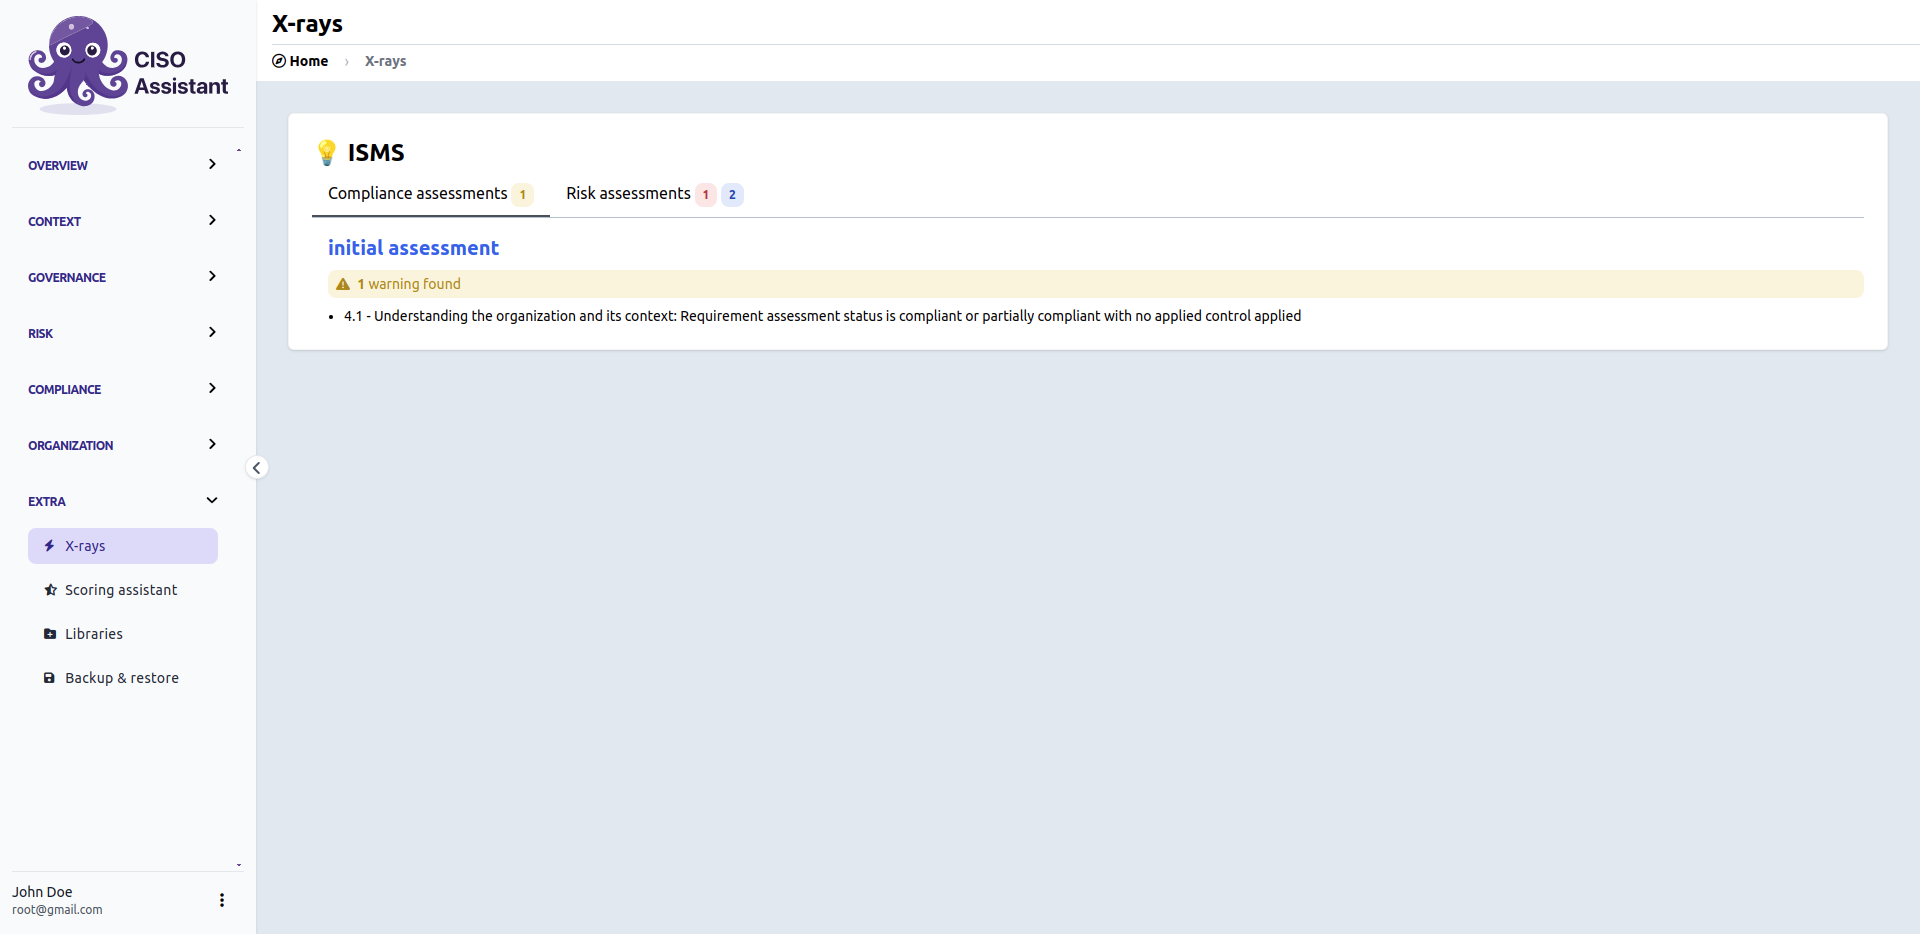 CISO
Assistant
OVERVIEW
CONTEXT
GOVERNANCE
RISK
COMPLIANCE
ORGANIZATION
EXTRA
X-rays
Scoring assistant
Libraries
Backup & restore
John Doe
root@gmail.com
X-rays
Home › X-rays
💡 ISMS
Compliance assessments 1 Risk assessments 1 2
initial assessment
1 warning found
• 4.1 - Understanding the organization and its context: Requirement assessment status is compliant or partially compliant with no applied control applied